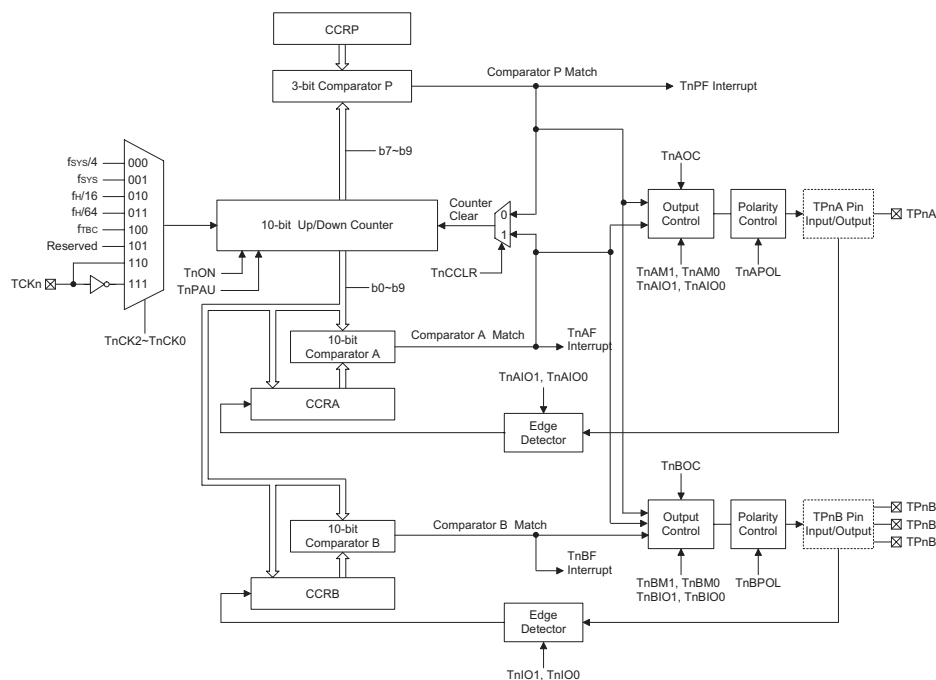 CCRP
3-bit Comparator P
Comparator P Match
TnPF Interrupt
b7~b9
fSYS/4
000
fSYS
001
fH/16
010
fH/64
011
fTBC
100
Reserved
101
110
TCKn
111
TnCK2~TnCK0
10-bit Up/Down Counter
TnON
TnPAU
b0~b9
Counter
Clear
0
1
TnCCLR
TnAOC
Output
Control
Polarity
Control
TPnA Pin
Input/Output
TPnA
TnAM1, TnAM0
TnAIO1, TnAIO0
TnAPOL
10-bit
Comparator A
Comparator A Match
TnAF
Interrupt
CCRA
TnAIO1, TnAIO0
Edge
Detector
TnBOC
Output
Control
Polarity
Control
TPnB Pin
Input/Output
TPnB
TPnB
TPnB
TnBM1, TnBM0
TnBIO1, TnBIO0
TnBPOL
10-bit
Comparator B
Comparator B Match
TnBF
Interrupt
CCRB
Edge
Detector
TnIO1, TnIO0